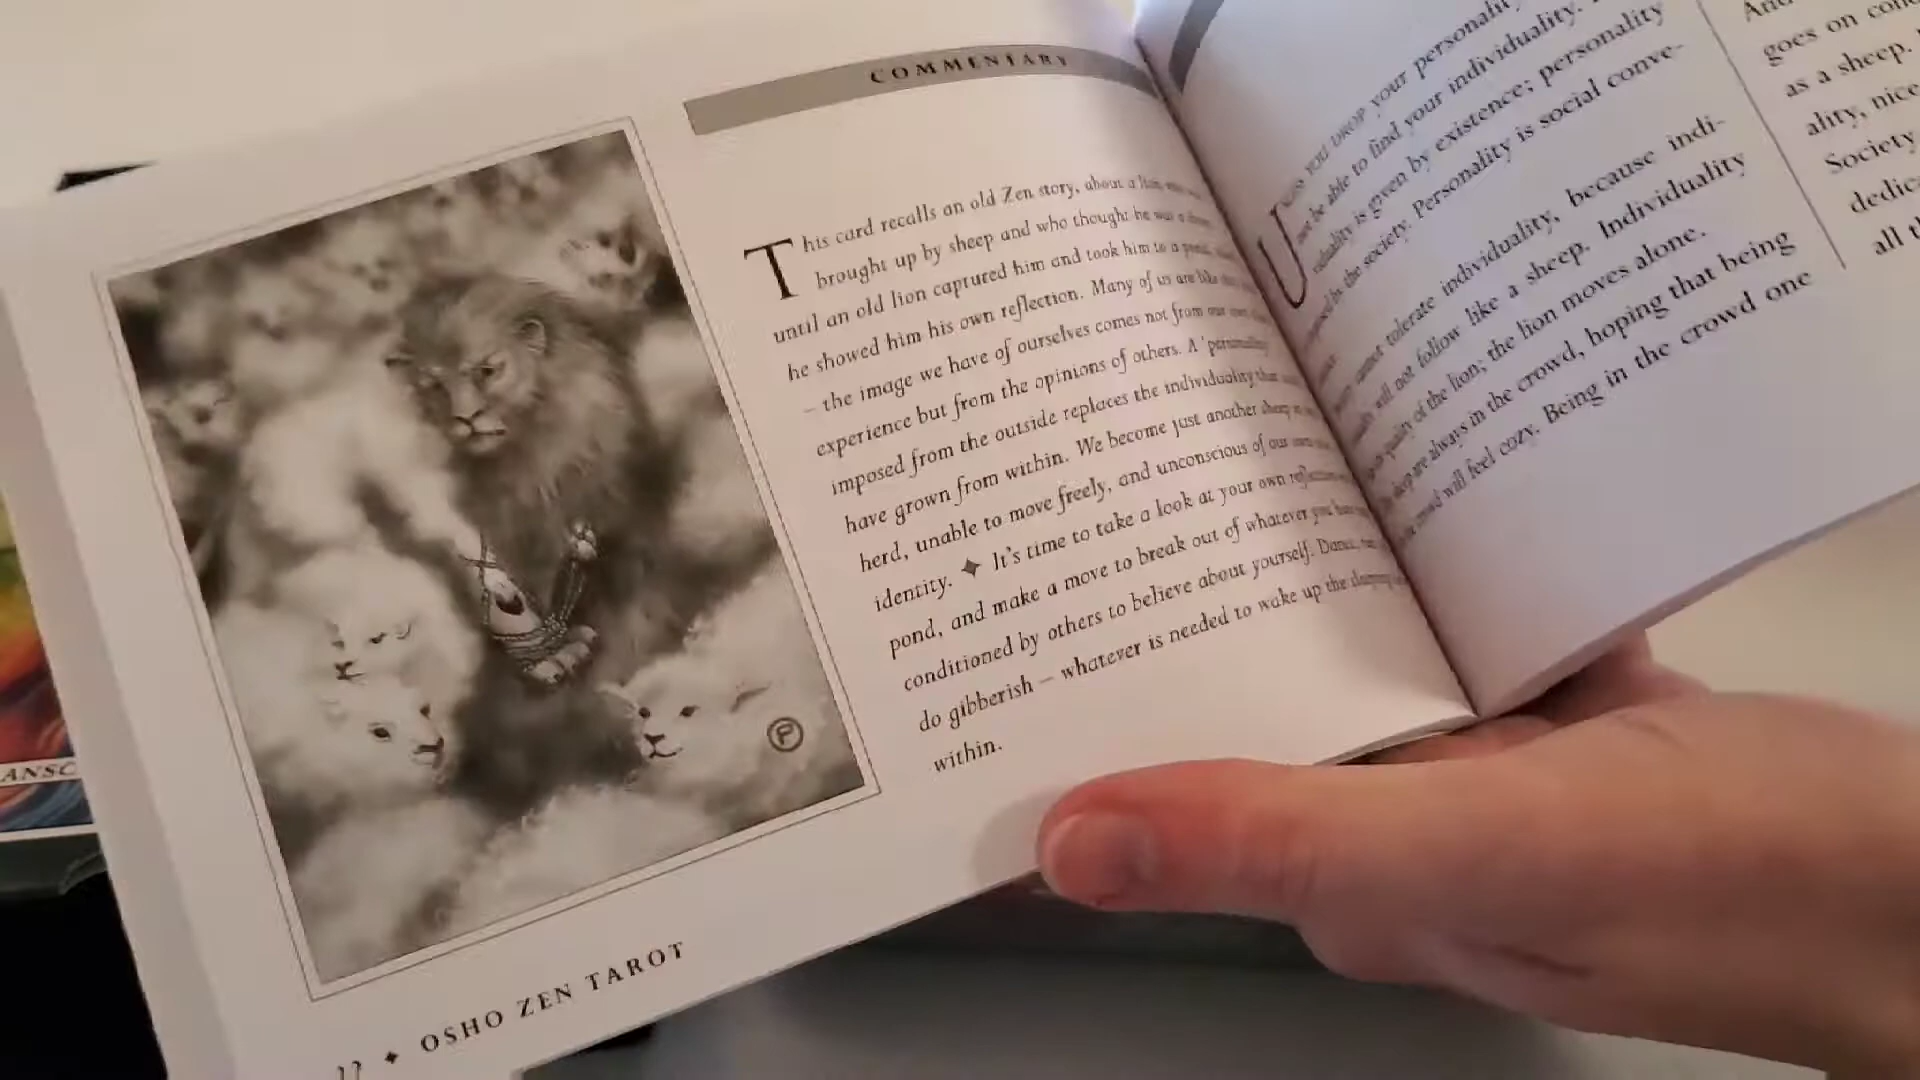 COMMENTARY
This card recalls an old Zen story, about a lion
brought up by sheep and who thought he was a
until an old lion captured him and took him to a pond,
he showed him his own reflection. Many of us are like
– the image we have of ourselves comes not from our own
experience but from the opinions of others. A 'personality'
imposed from the outside replaces the individuality that
have grown from within. We become just another sheep
herd, unable to move freely, and unconscious of our own
identity. ✦ It's time to take a look at your own reflection
pond, and make a move to break out of whatever you have
conditioned by others to believe about yourself. Dance,
do gibberish – whatever is needed to wake up the sleeping
within.
✦ OSHO ZEN TAROT
YOU DROP your personality
be able to find your individuality.
is given by existence; personality
by the society. Personality is social conve-
cannot tolerate individuality, because indi-
will not follow like a sheep. Individuality
quality of the lion; the lion moves alone.
are always in the crowd, hoping that being
crowd will feel cozy. Being in the crowd one
And
goes on
as a sheep.
ality, nice
Society
all
ANSC